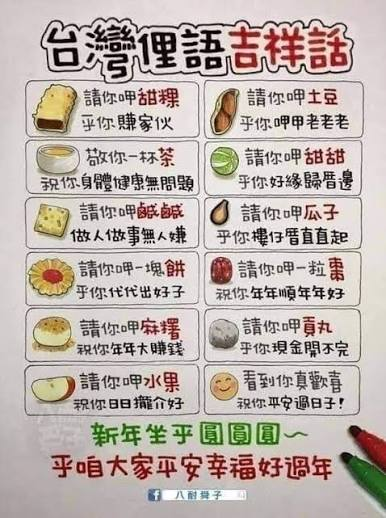 台灣俚語吉祥話
請你呷甜粿
乎你賺家伙
請你呷土豆
乎你呷甲老老老
敬你一杯茶
祝你身體健康無問題
請你呷甜甜
乎你好緣歸厝邊
請你呷鹹鹹
做人做事無人嫌
請你呷瓜子
乎你樓仔厝直直起
請你呷一塊餅
乎你代代出好子
請你呷一粒棗
祝你年年順年年好
請你呷麻糬
祝你年年大賺錢
請你呷貢丸
乎你現金開不完
請你呷水果
祝你日日攏介好
看到你真歡喜
祝你平安過日子!
新年生乎圓圓圓～
乎咱大家平安幸福好過年
f 八耐舜子